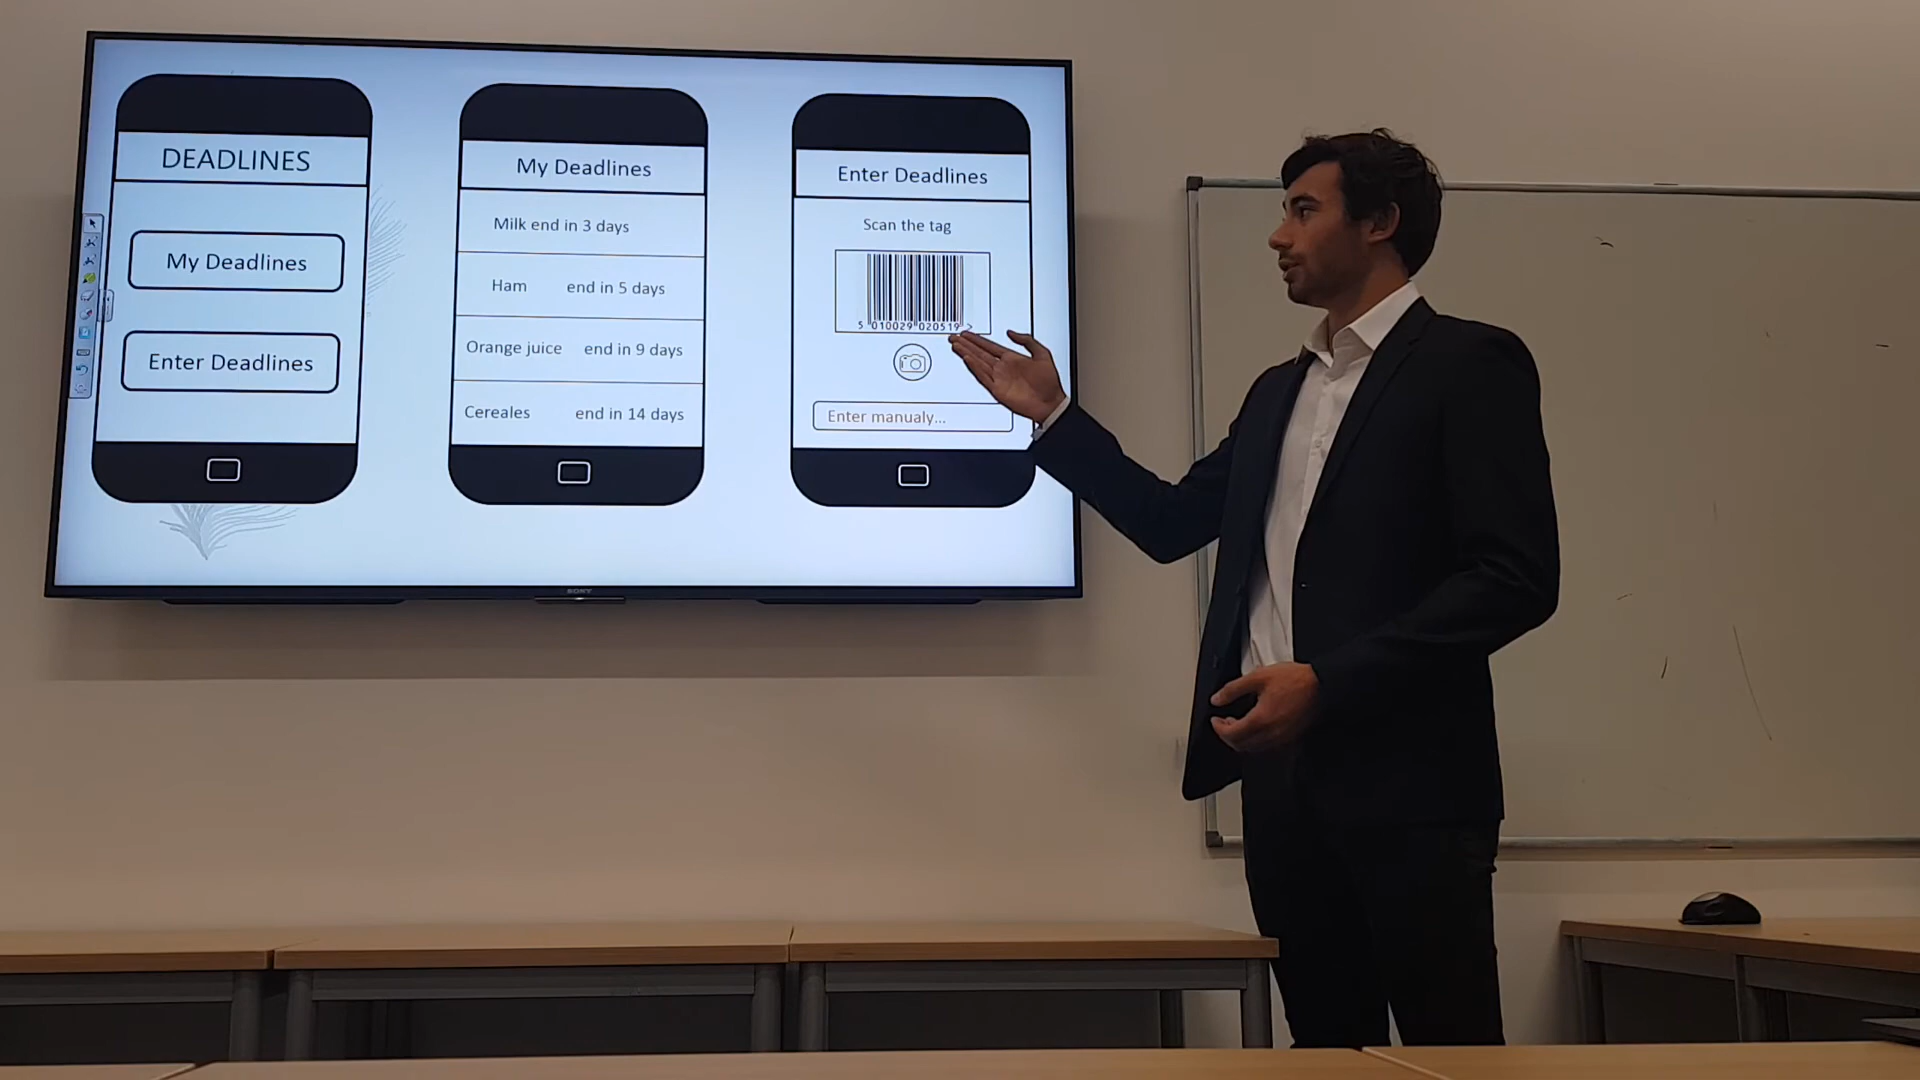 DEADLINES
My Deadlines
Enter Deadlines
My Deadlines
Milk end in 3 days
Ham end in 5 days
Orange juice end in 9 days
Cereales end in 14 days
Enter Deadlines
Scan the tag
5 010029 020519 >
Enter manualy...
SONY